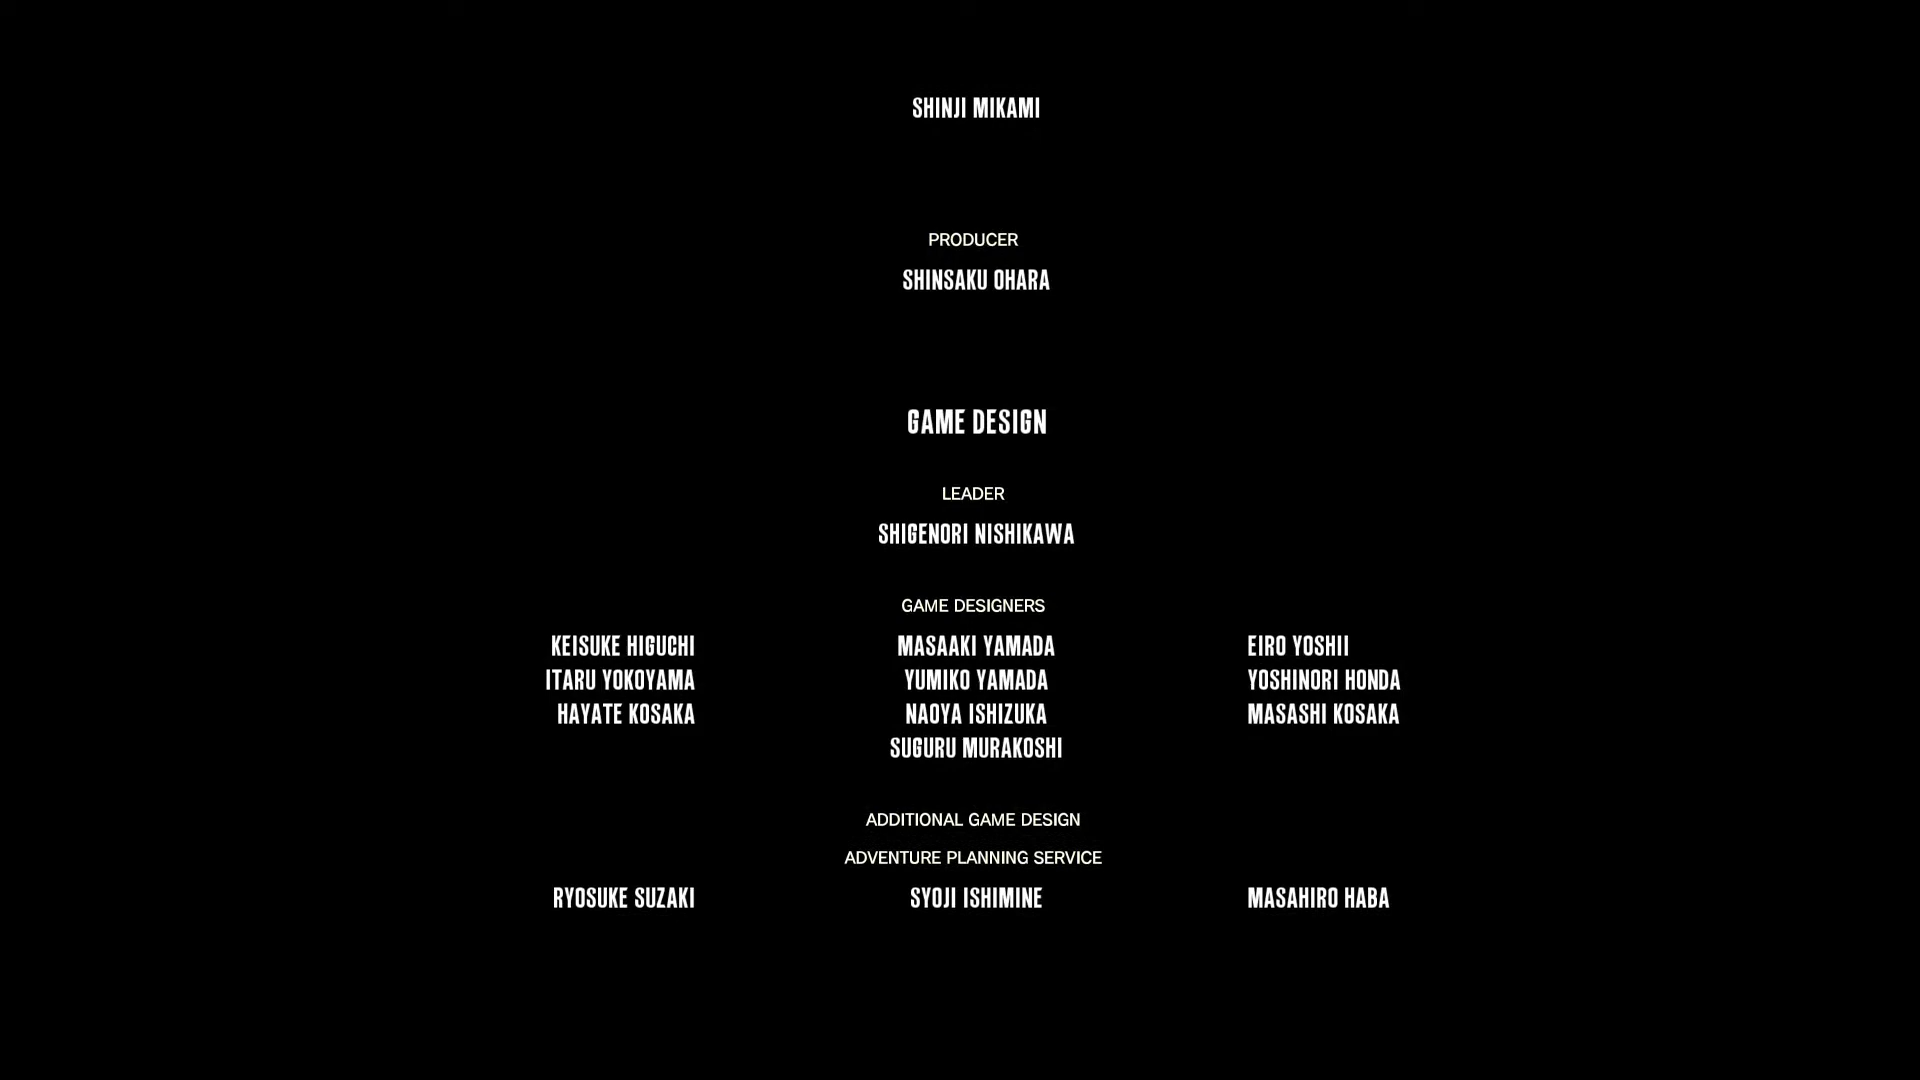 SHINJI MIKAMI
PRODUCER
SHINSAKU OHARA
GAME DESIGN
LEADER
SHIGENORI NISHIKAWA
GAME DESIGNERS
KEISUKE HIGUCHI MASAAKI YAMADA EIRO YOSHII
ITARU YOKOYAMA YUMIKO YAMADA YOSHINORI HONDA
HAYATE KOSAKA NAOYA ISHIZUKA MASASHI KOSAKA
SUGURU MURAKOSHI
ADDITIONAL GAME DESIGN
ADVENTURE PLANNING SERVICE
RYOSUKE SUZAKI SYOJI ISHIMINE MASAHIRO HABA